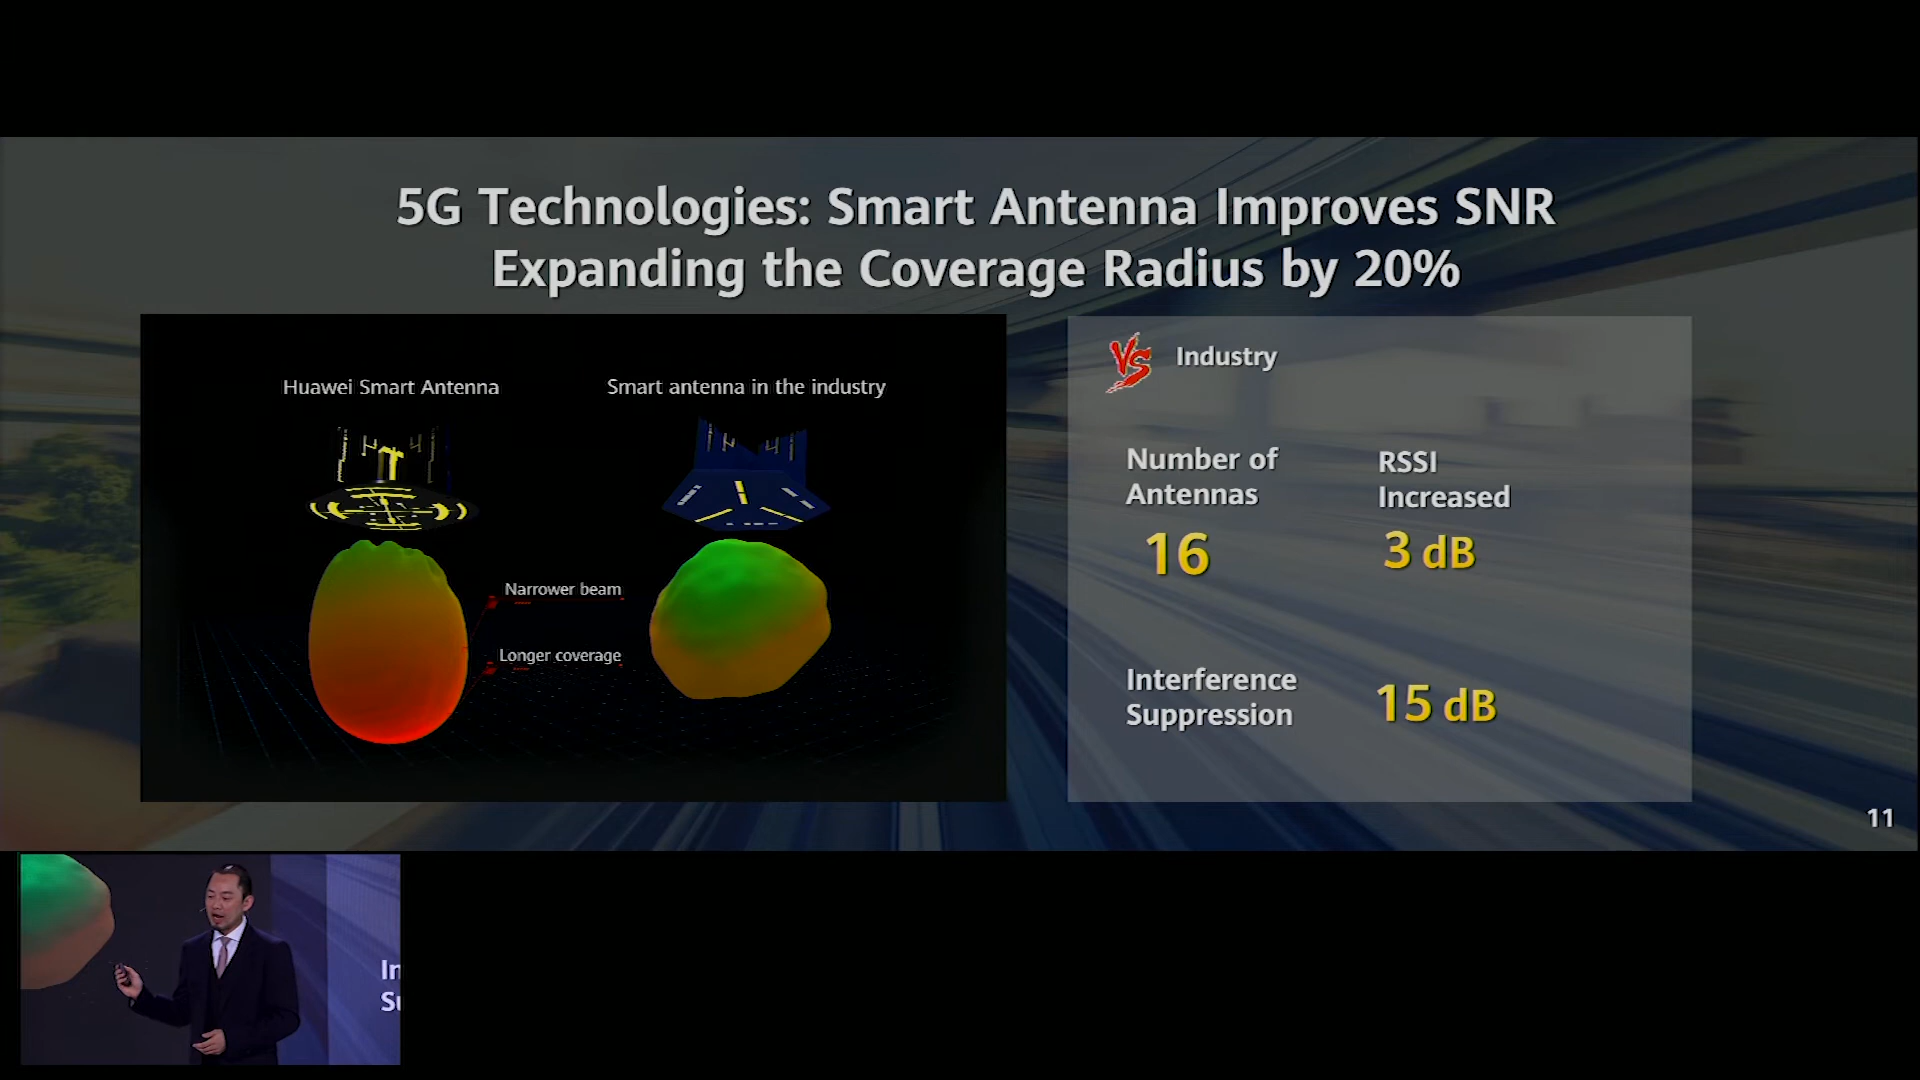 5G Technologies: Smart Antenna Improves SNR
Expanding the Coverage Radius by 20%
Huawei Smart Antenna
Smart antenna in the industry
Narrower beam
Longer coverage
VS Industry
Number of
Antennas
16
RSSI
Increased
3 dB
Interference
Suppression
15 dB
11
In
Su